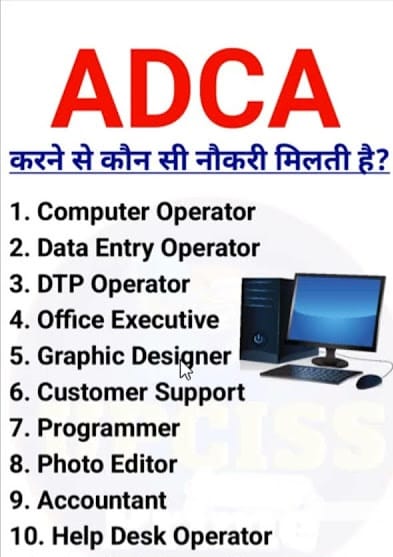 ADCA
करने से कौन सी नौकरी मिलती है?
1. Computer Operator
2. Data Entry Operator
3. DTP Operator
4. Office Executive
5. Graphic Designer
6. Customer Support
7. Programmer
8. Photo Editor
9. Accountant
10. Help Desk Operator